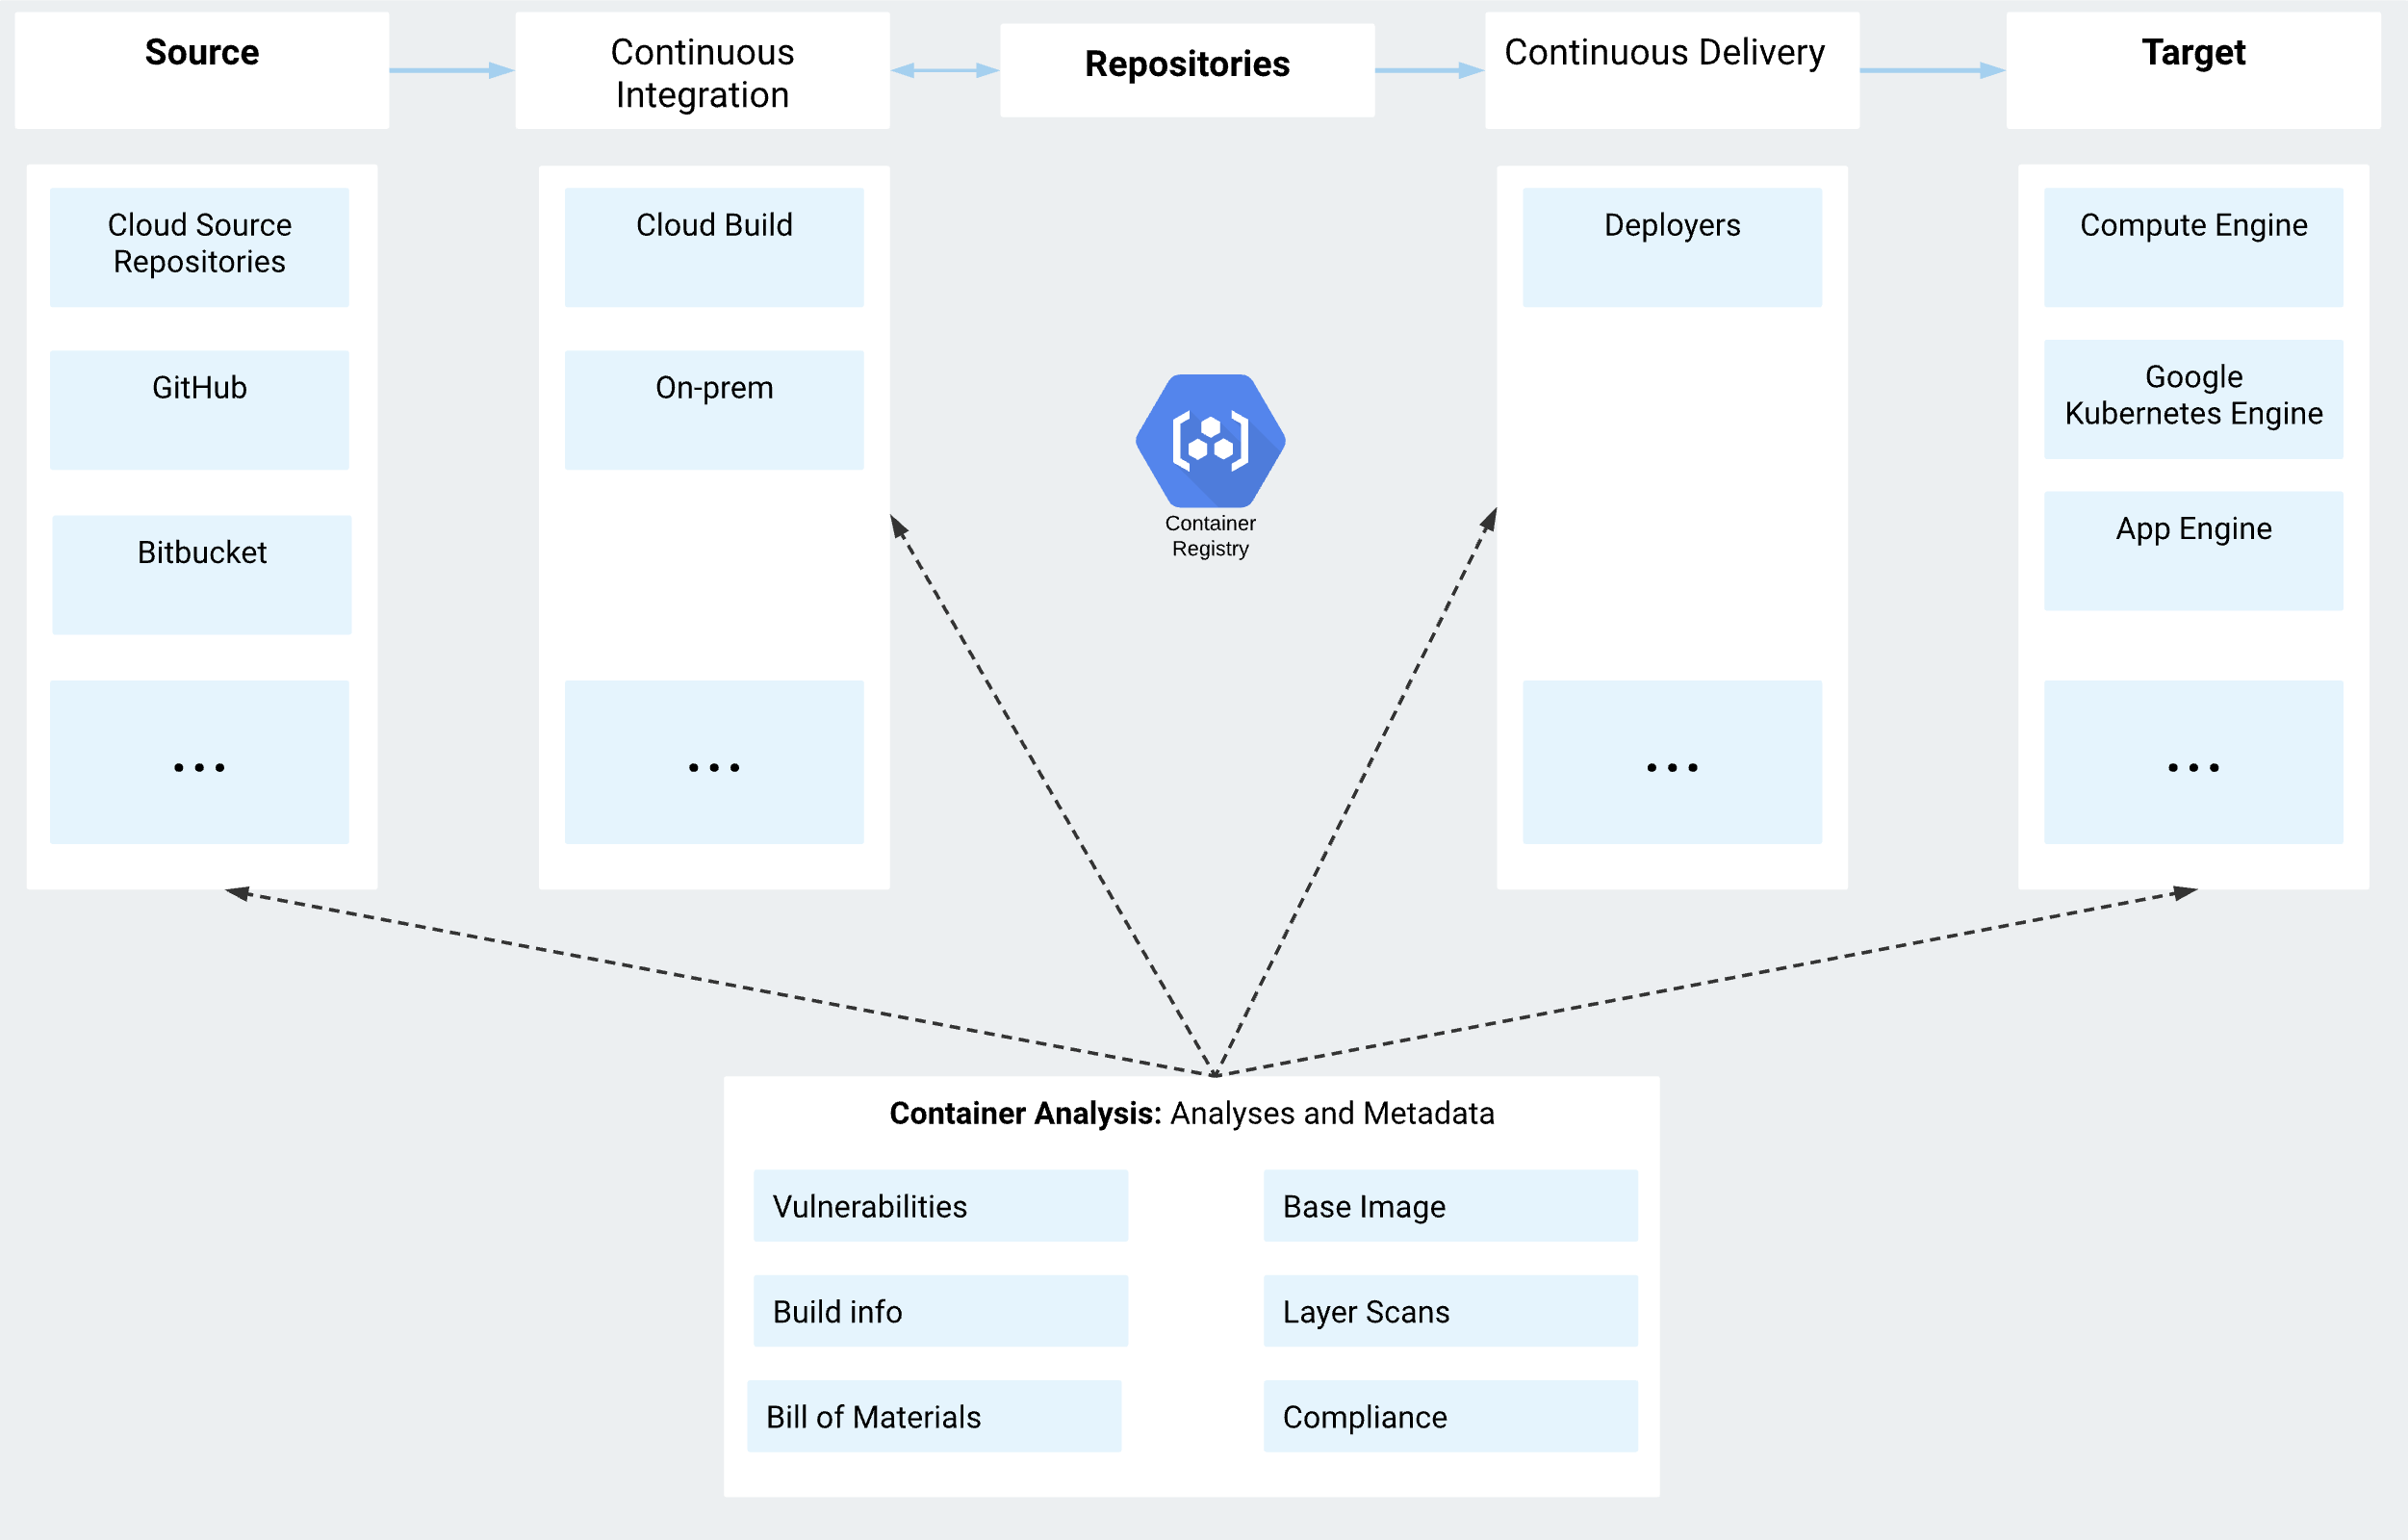 Source
Continuous
Integration
Repositories
Continuous Delivery
Target
Cloud Source
Repositories
GitHub
Bitbucket
...
Cloud Build
On-prem
...
Container
Registry
Deployers
...
Compute Engine
Google
Kubernetes Engine
App Engine
...
Container Analysis: Analyses and Metadata
Vulnerabilities
Base Image
Build info
Layer Scans
Bill of Materials
Compliance